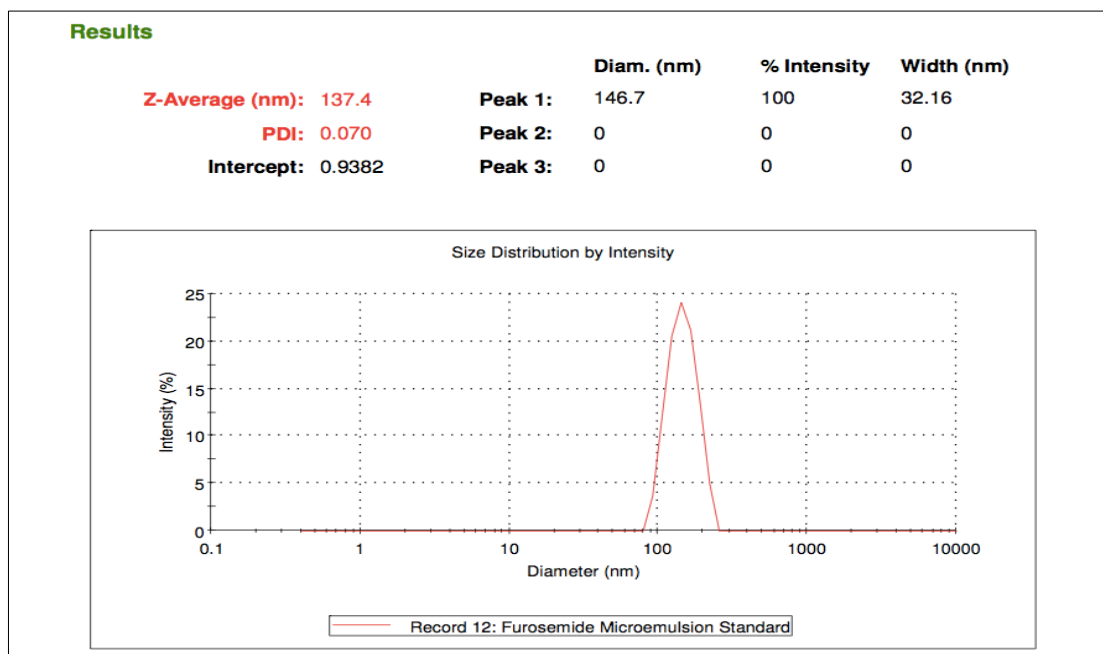 Results
Diam. (nm) % Intensity Width (nm)
Z-Average (nm): 137.4 Peak 1: 146.7 100 32.16
PDI: 0.070 Peak 2: 0 0 0
Intercept: 0.9382 Peak 3: 0 0 0
Size Distribution by Intensity
25
20
15
10
5
0
Intensity (%)
0.1 1 10 100 1000 10000
Diameter (nm)
Record 12: Furosemide Microemulsion Standard